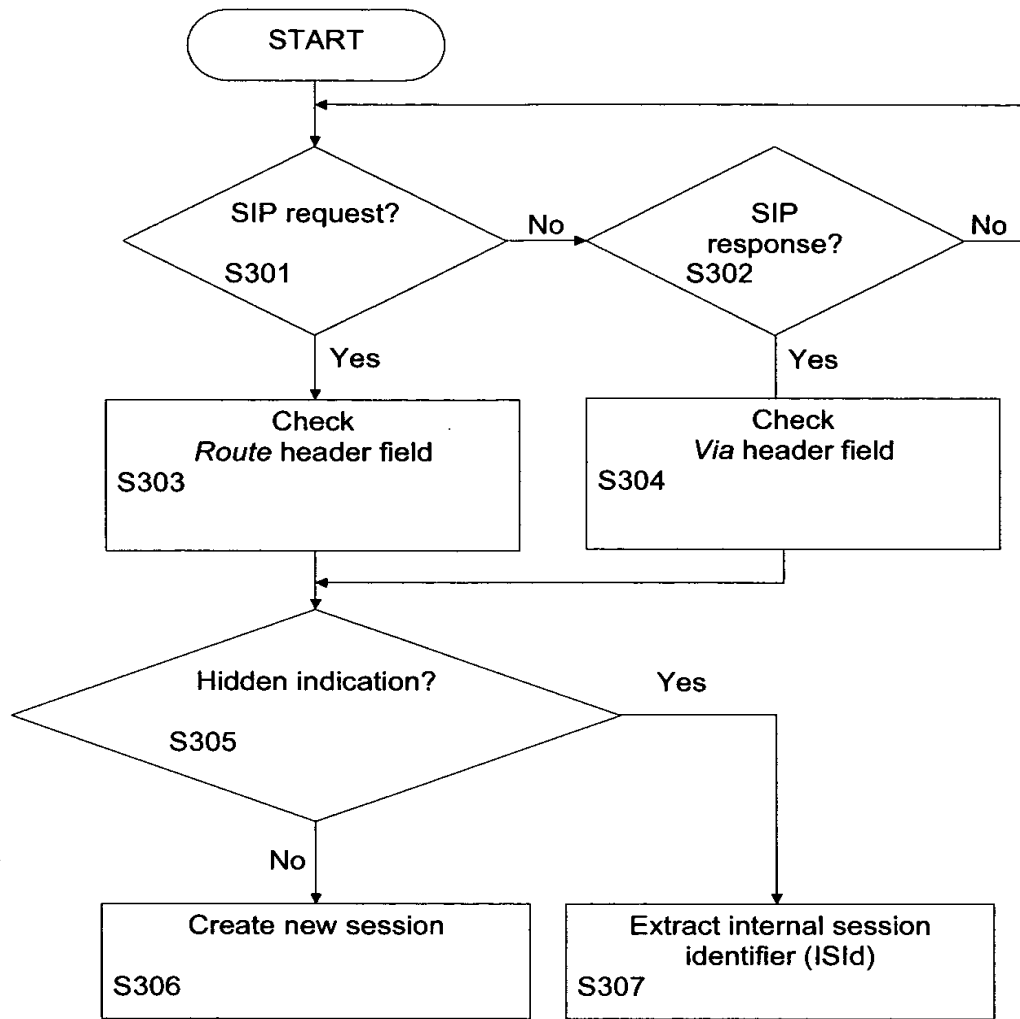 START
SIP request?
S301
No
SIP
response?
S302
No
Yes
Yes
Check
Route header field
S303
Check
Via header field
S304
Hidden indication?
S305
Yes
No
Create new session
S306
Extract internal session
identifier (ISId)
S307